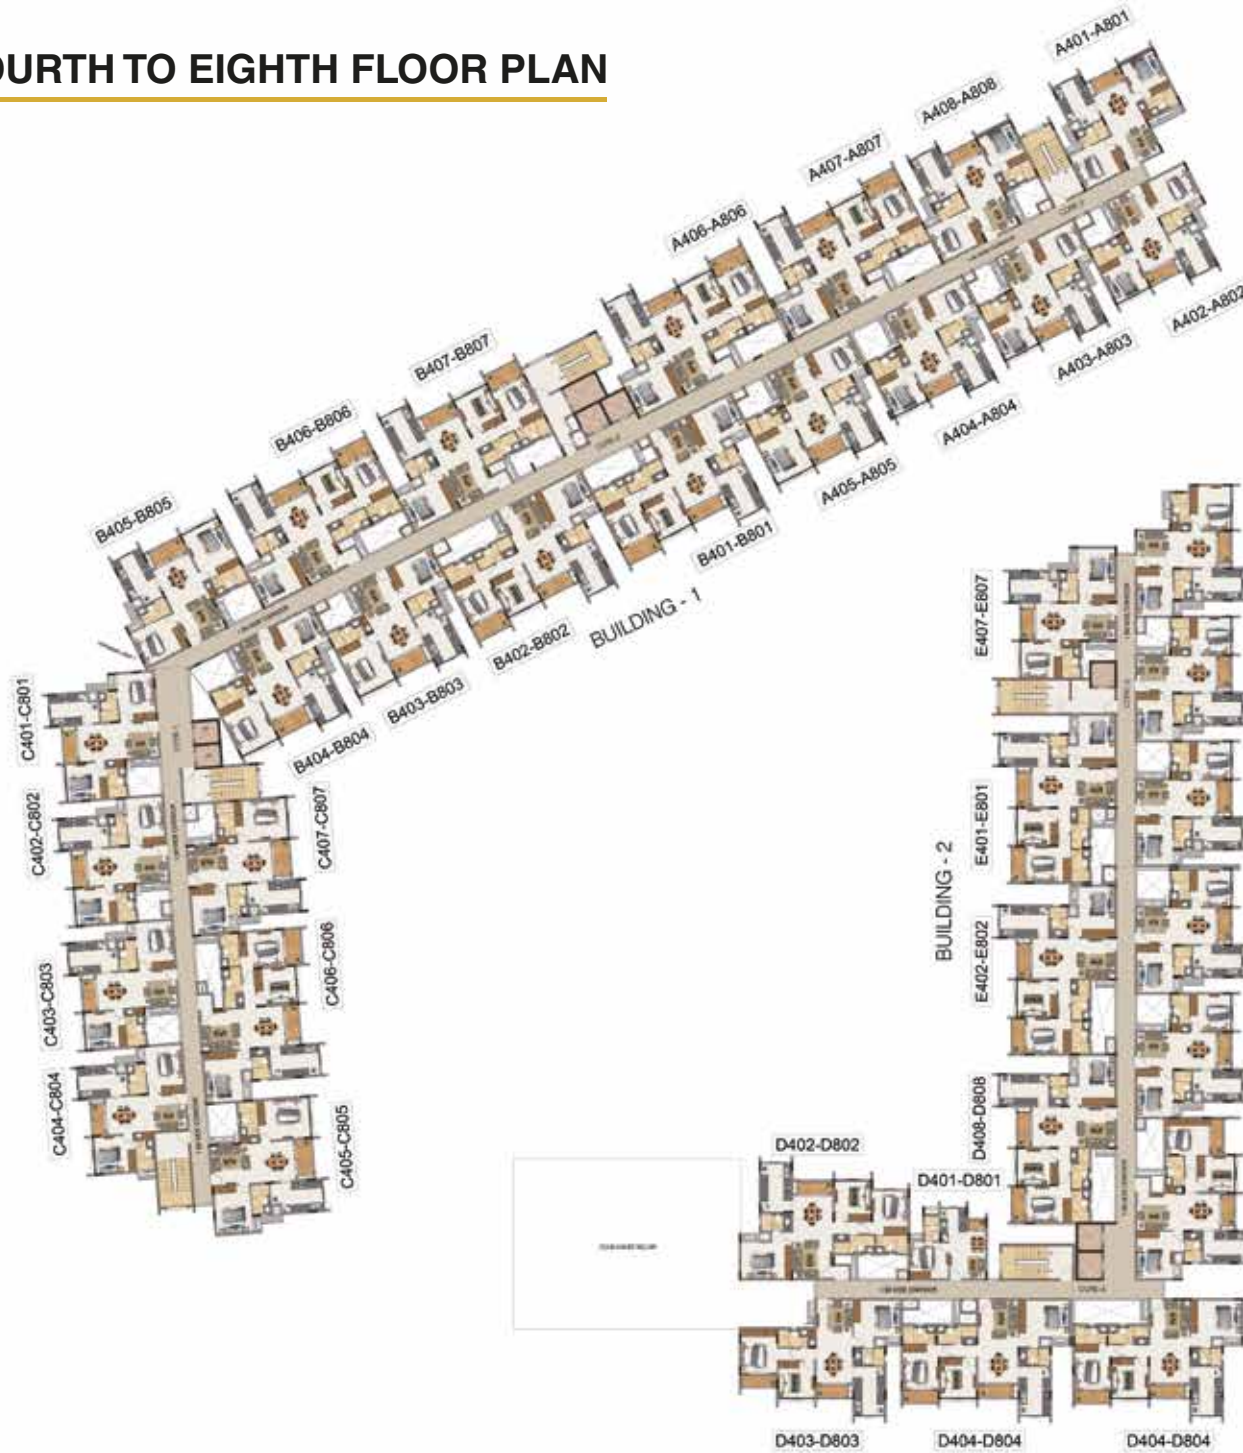 OURTH TO EIGHTH FLOOR PLAN
A401-A801
A408-A808
A407-A807
A406-A806
A402-A802
A403-A803
A404-A804
A405-A805
B407-B807
B406-B806
B405-B805
B401-B801
B402-B802
B403-B803
B404-B804
BUILDING - 1
C401-C801
C402-C802
C403-C803
C404-C804
C407-C807
C406-C806
C405-C805
E407-E807
E401-E801
E402-E802
BUILDING - 2
D408-D808
D402-D802
D401-D801
D403-D803
D404-D804
D404-D804